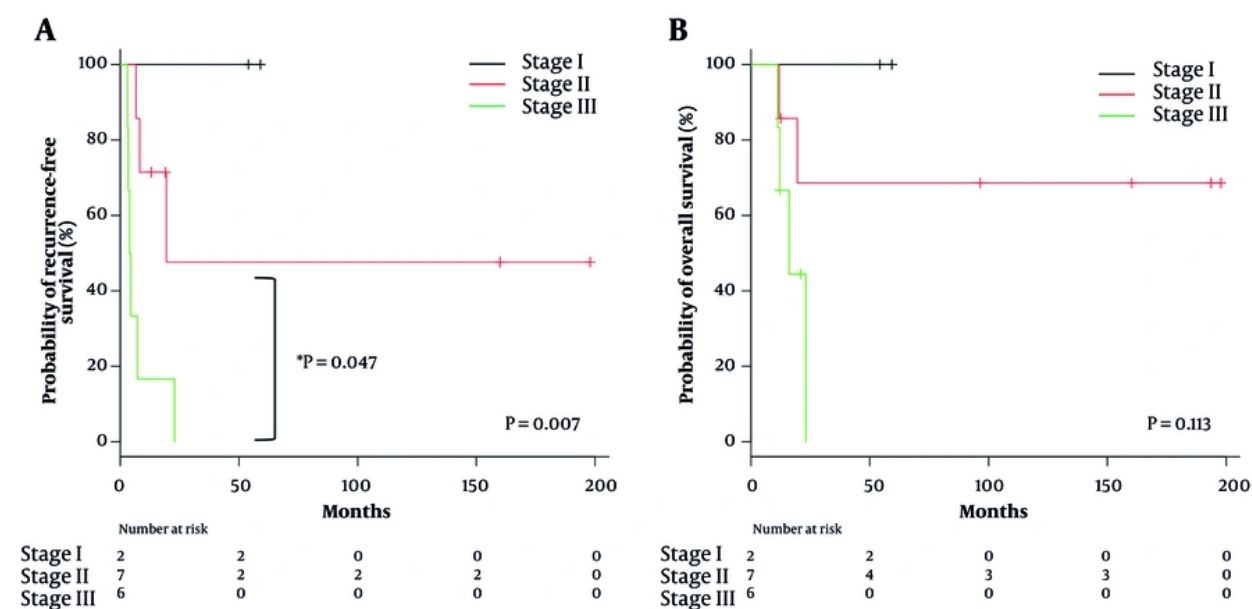 A
Probability of recurrence-free
survival (%)
100
80
60
40
20
0
Stage I
Stage II
Stage III
*P = 0.047
P = 0.007
0 50 100 150 200
Months
Number at risk
Stage I 2 2 0 0 0
Stage II 7 2 2 2 0
Stage III 6 0 0 0 0
B
Probability of overall survival (%)
100
80
60
40
20
0
Stage I
Stage II
Stage III
P = 0.113
0 50 100 150 200
Months
Number at risk
Stage I 2 2 0 0 0
Stage II 7 4 3 3 0
Stage III 6 0 0 0 0